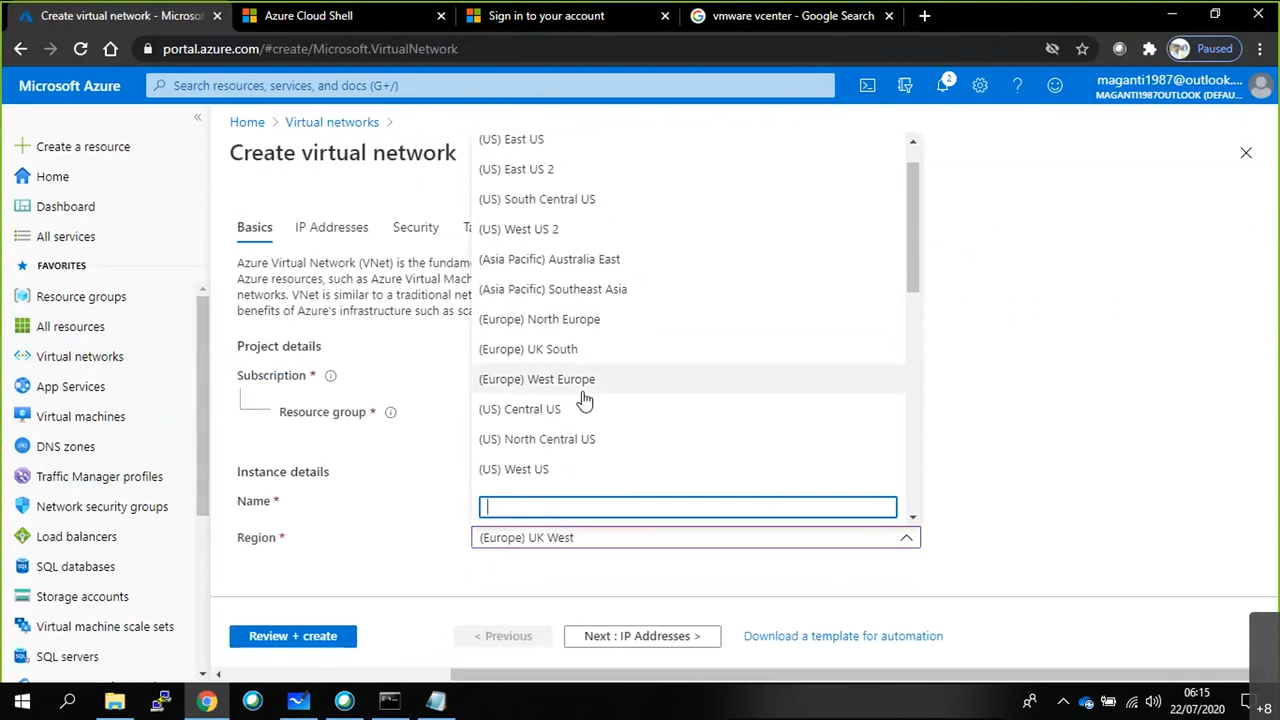 Create virtual network - Microso
Azure Cloud Shell
Sign in to your account
vmware vcenter - Google Search
portal.azure.com/#create/Microsoft.VirtualNetwork
Paused
Microsoft Azure
Search resources, services, and docs (G+/)
2
maganti1987@outlook....
MAGANTI1987OUTLOOK (DEFAU...
Create a resource
Home
Dashboard
All services
FAVORITES
Resource groups
All resources
Virtual networks
App Services
Virtual machines
DNS zones
Traffic Manager profiles
Network security groups
Load balancers
SQL databases
Storage accounts
Virtual machine scale sets
SQL servers
Home > Virtual networks >
Create virtual network
Basics
IP Addresses
Security
Ta
Azure Virtual Network (VNet) is the fundam
Azure resources, such as Azure Virtual Mach
networks. VNet is similar to a traditional net
benefits of Azure's infrastructure such as sca
Project details
Subscription *
Resource group *
Instance details
Name *
Region *
(US) East US
(US) East US 2
(US) South Central US
(US) West US 2
(Asia Pacific) Australia East
(Asia Pacific) Southeast Asia
(Europe) North Europe
(Europe) UK South
(Europe) West Europe
(US) Central US
(US) North Central US
(US) West US
(Europe) UK West
Review + create
< Previous
Next : IP Addresses >
Download a template for automation
06:15
22/07/2020
+8